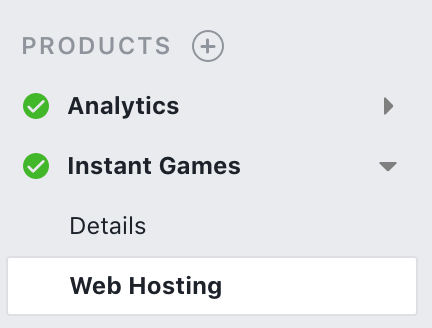 PRODUCTS
Analytics
Instant Games
Details
Web Hosting